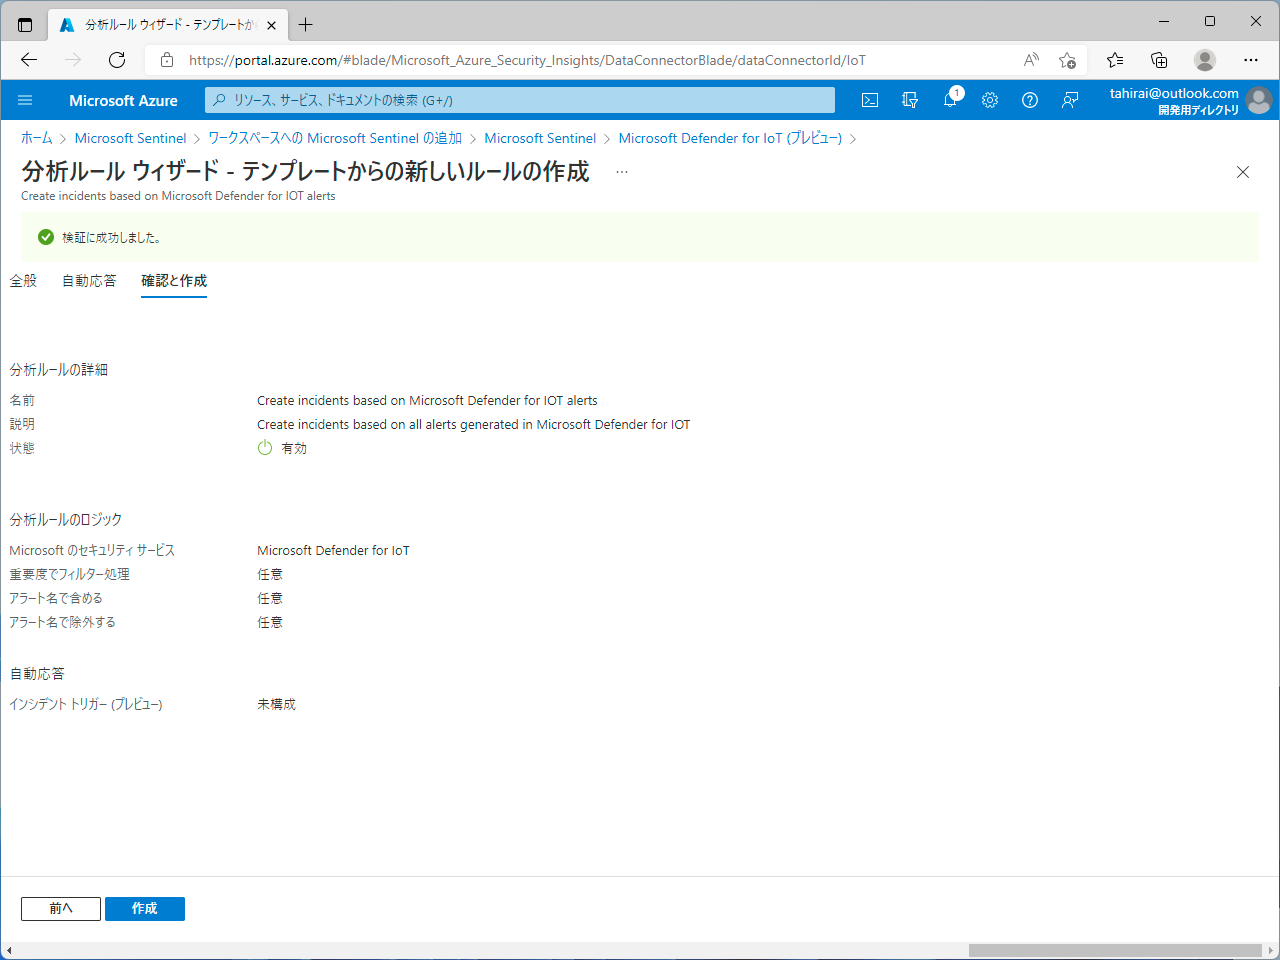 分析ルール ウィザード - テンプレートから
https://portal.azure.com/#blade/Microsoft_Azure_Security_Insights/DataConnectorBlade/dataConnectorId/IoT
Microsoft Azure
リソース、サービス、ドキュメントの検索 (G+/)
1
tahirai@outlook.com
開発用ディレクトリ
ホーム > Microsoft Sentinel > ワークスペースへの Microsoft Sentinel の追加 > Microsoft Sentinel > Microsoft Defender for IoT (プレビュー) >
分析ルール ウィザード - テンプレートからの新しいルールの作成 …
Create incidents based on Microsoft Defender for IOT alerts
検証に成功しました。
全般 自動応答 確認と作成
分析ルールの詳細
名前 Create incidents based on Microsoft Defender for IOT alerts
説明 Create incidents based on all alerts generated in Microsoft Defender for IOT
状態 有効
分析ルールのロジック
Microsoft のセキュリティ サービス Microsoft Defender for IoT
重要度でフィルター処理 任意
アラート名で含める 任意
アラート名で除外する 任意
自動応答
インシデント トリガー (プレビュー) 未構成
前へ 作成